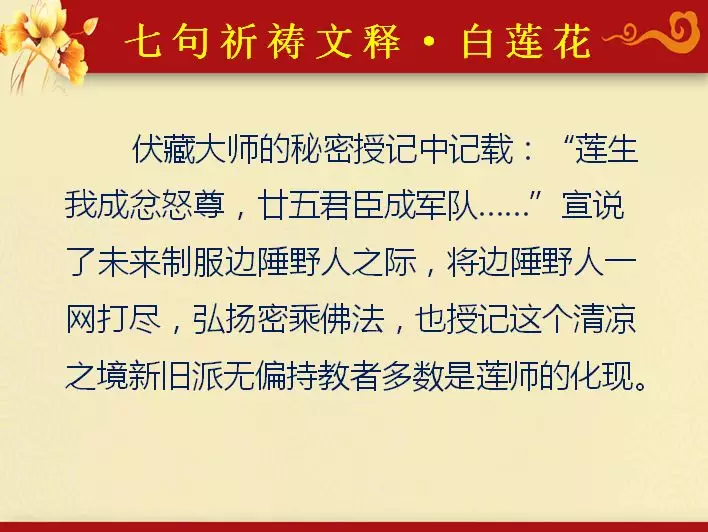 七句祈祷文释·白莲花
伏藏大师的秘密授记中记载：“莲生
我成忿怒尊，廿五君臣成军队……”宣说
了未来制服边陲野人之际，将边陲野人一
网打尽，弘扬密乘佛法，也授记这个清凉
之境新旧派无偏持教者多数是莲师的化现。